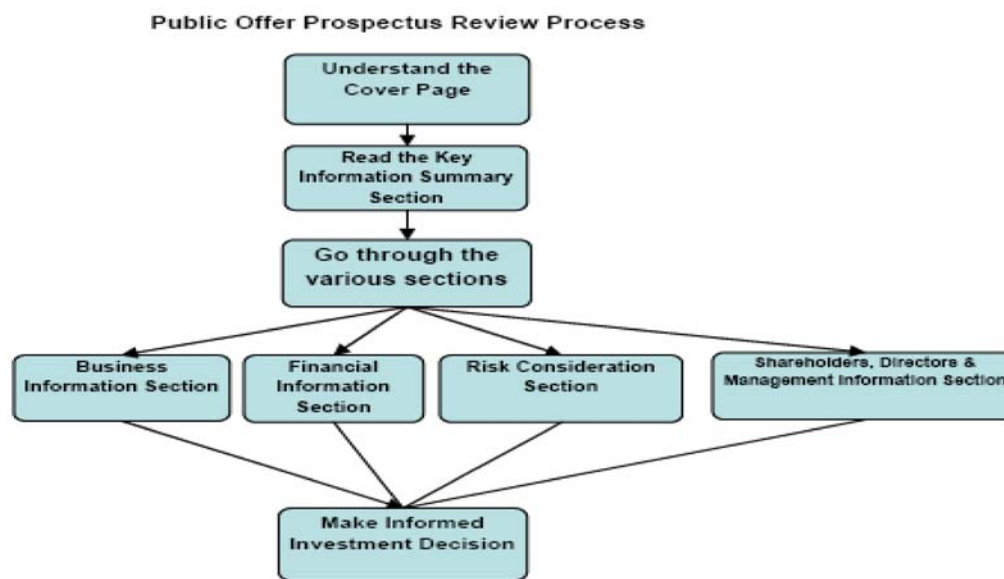 Public Offer Prospectus Review Process
Understand the
Cover Page
Read the Key
Information Summary
Section
Go through the
various sections
Business
Information Section
Financial
Information
Section
Risk Consideration
Section
Shareholders, Directors &
Management Information Section
Make Informed
Investment Decision